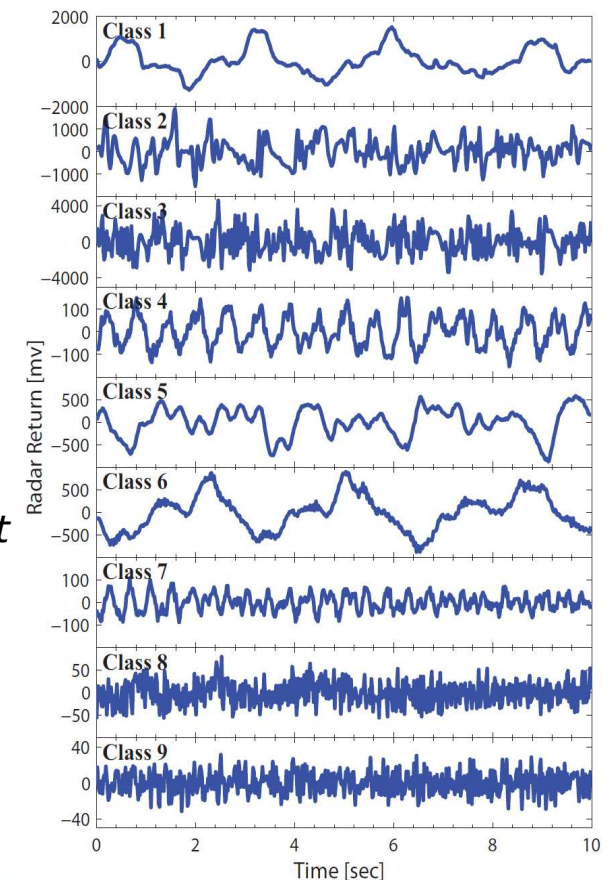 2000
Class 1
0
−2000
Class 2
1000
0
−1000
Class 3
4000
0
−4000
Class 4
100
0
−100
Class 5
500
0
−500
Class 6
500
0
−500
Class 7
100
0
−100
Class 8
50
0
−50
Class 9
40
0
−40
0 2 4 6 8 10
Time [sec]
Radar Return [mv]
t